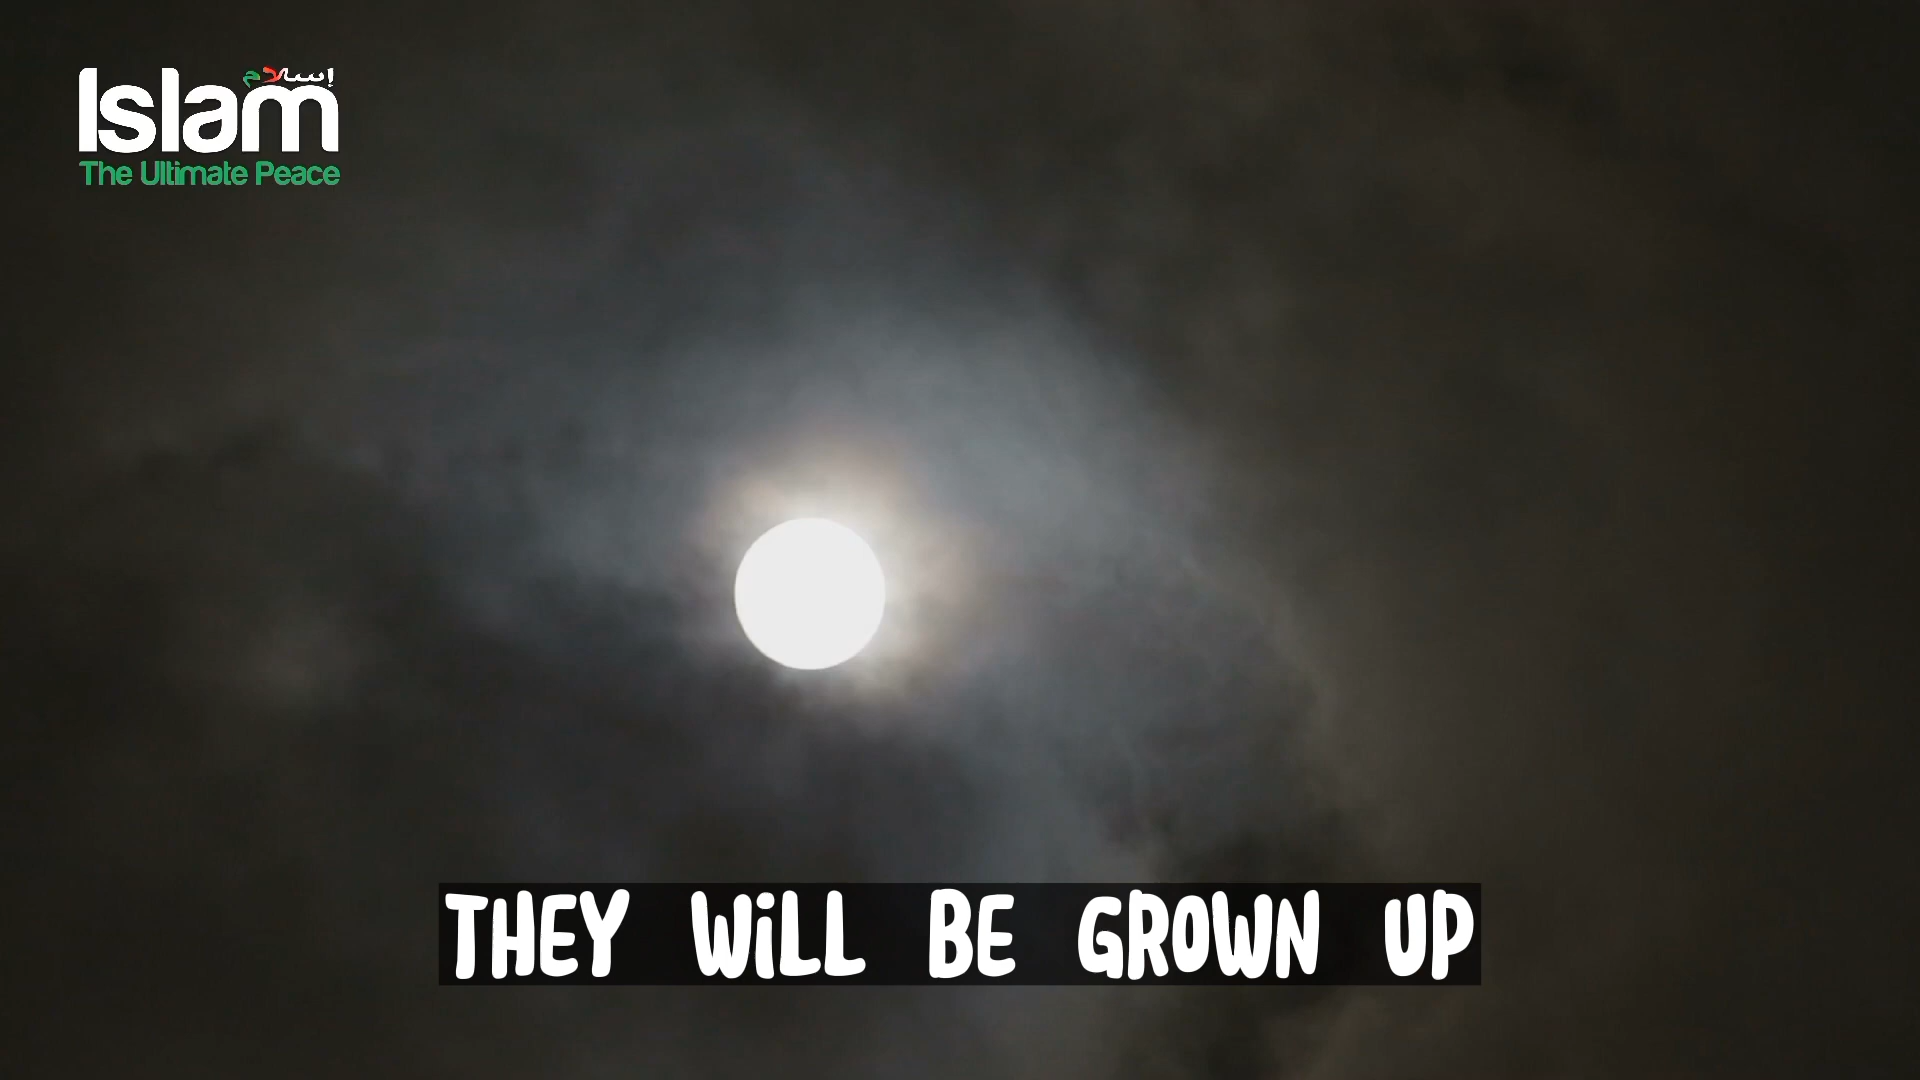 إسلام
Islam
The Ultimate Peace
THEY WILL BE GROWN UP